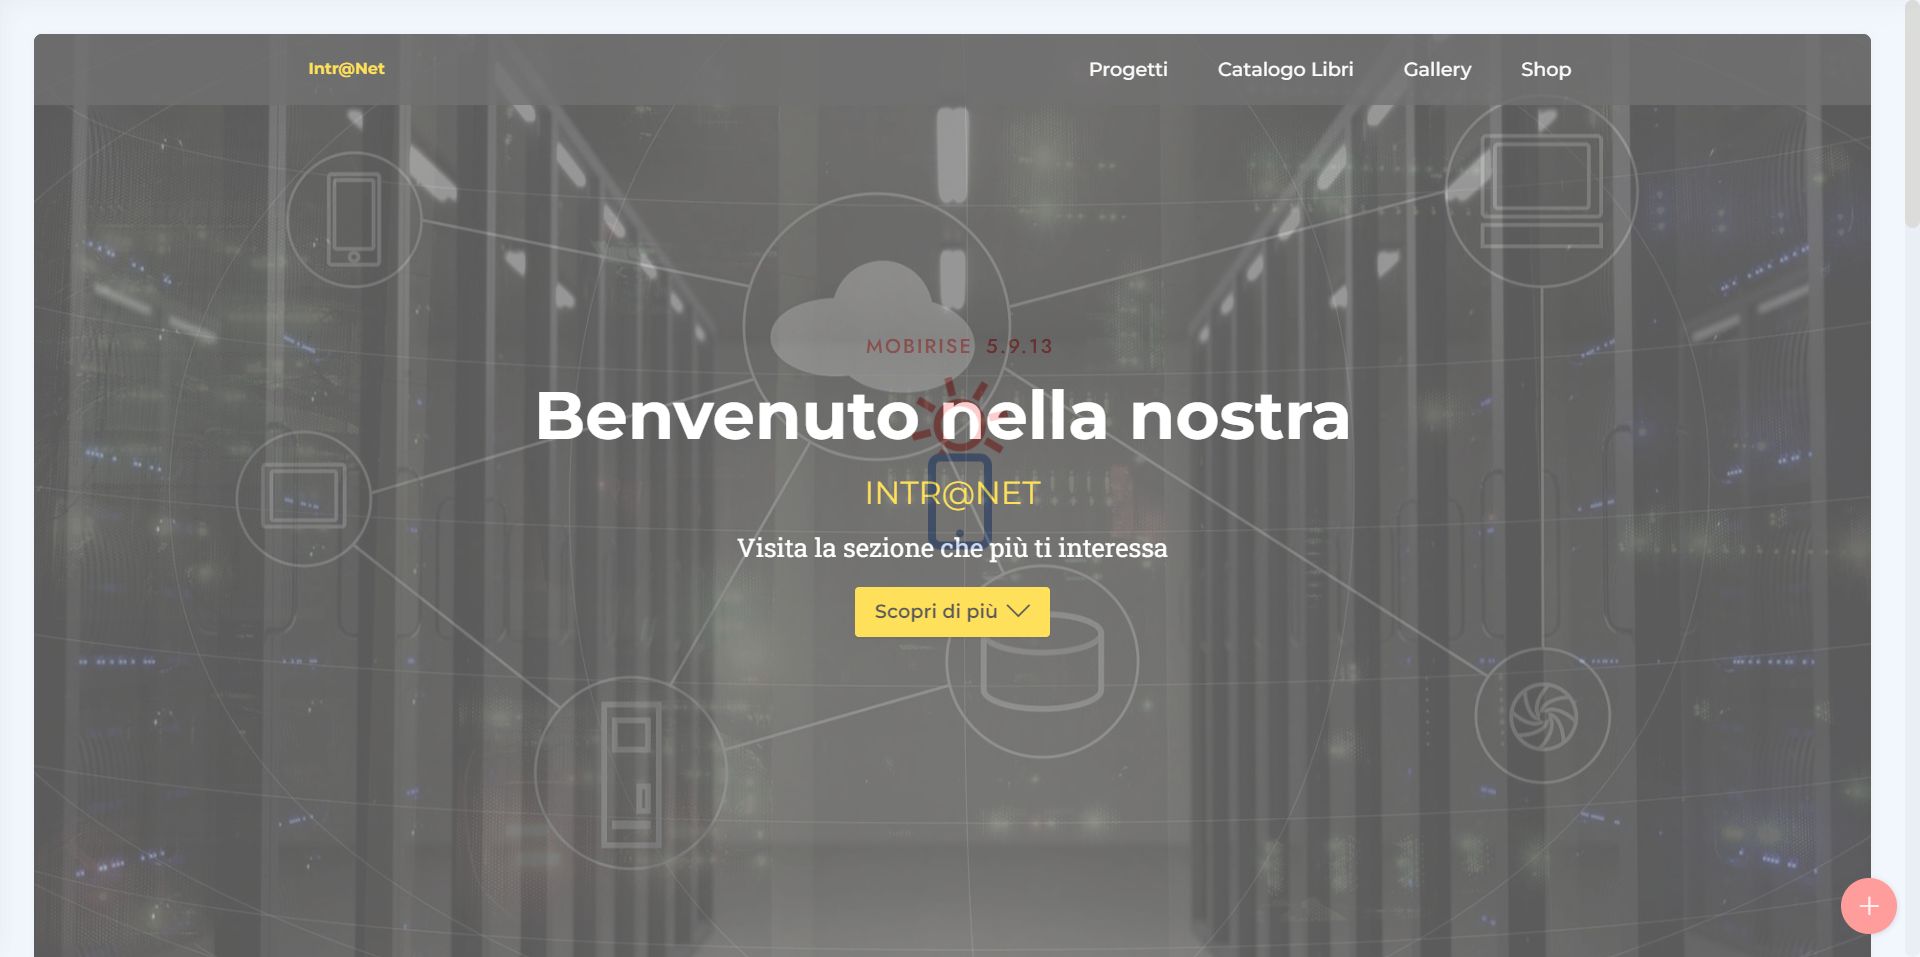 Intr@Net
Progetti Catalogo Libri Gallery Shop
MOBIRISE 5.9.13
Benvenuto nella nostra
INTR@NET
Visita la sezione che più ti interessa
Scopri di più